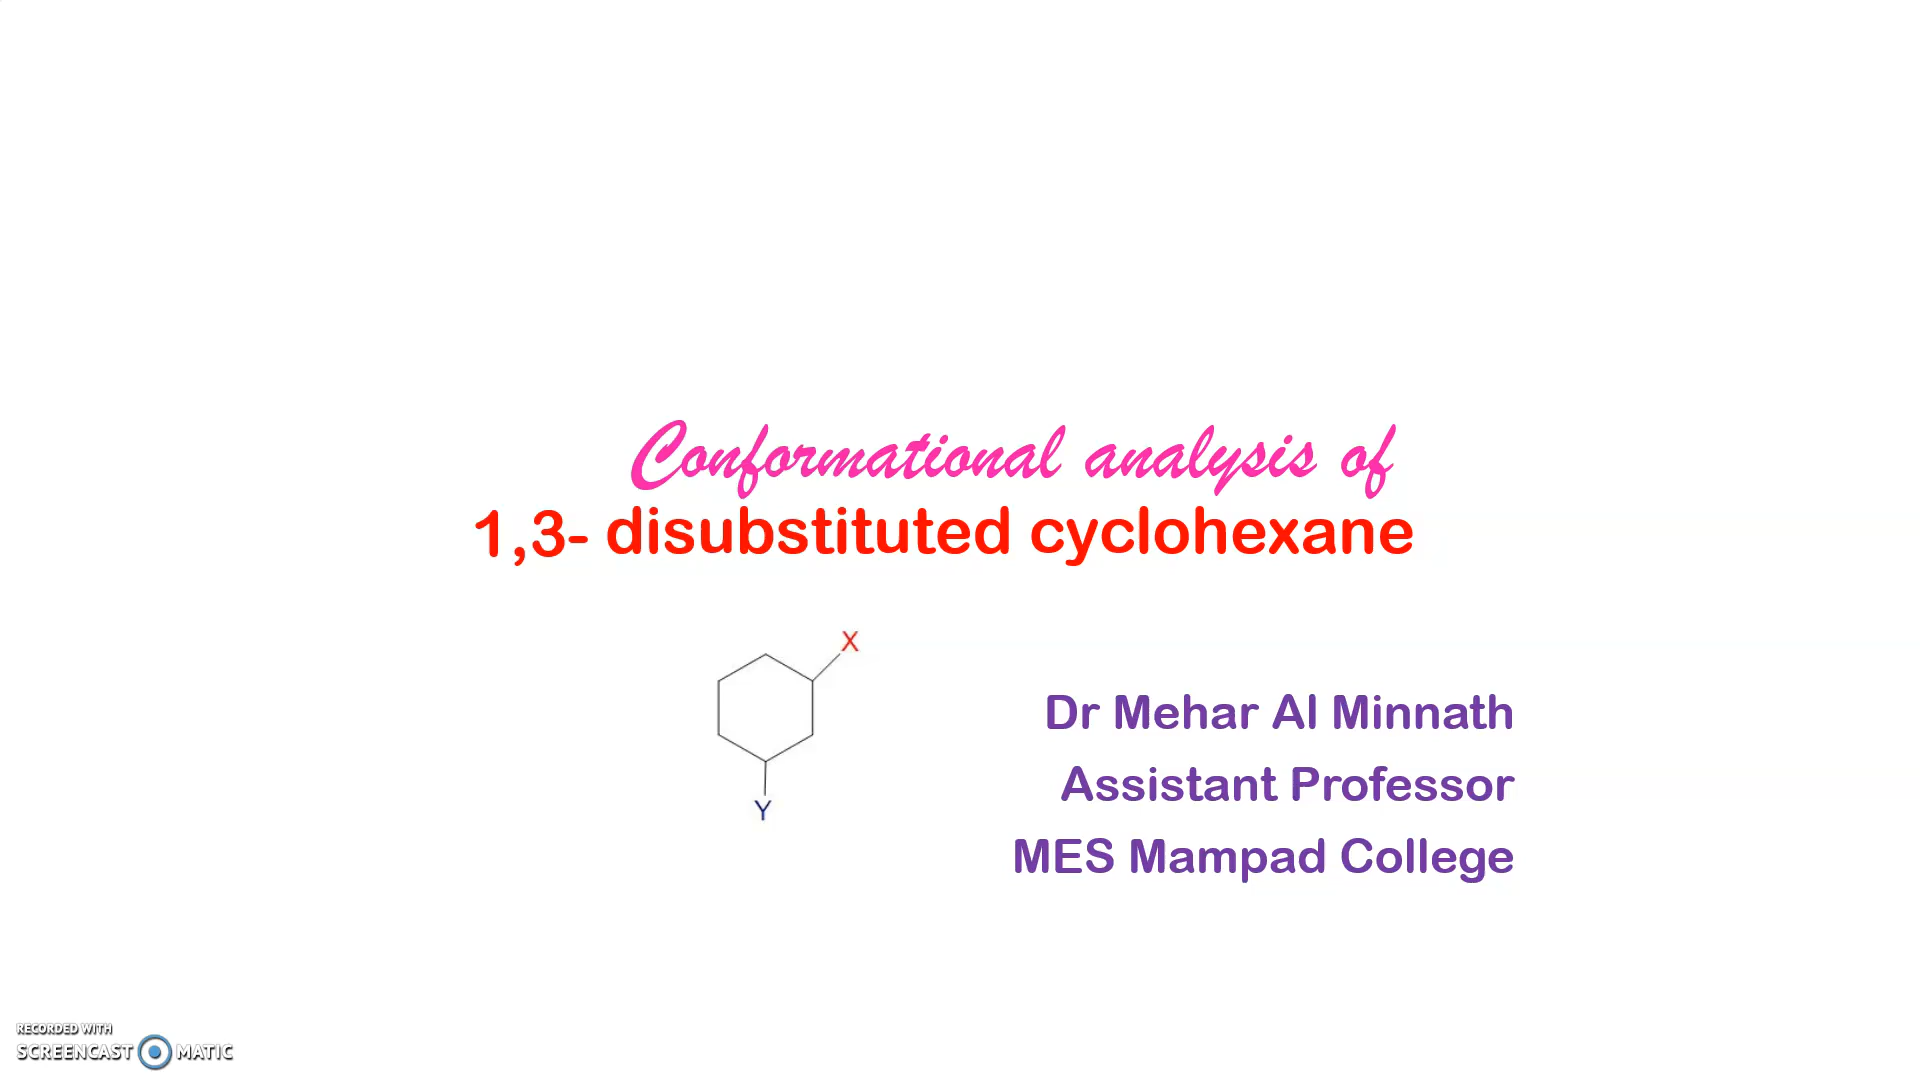 Conformational analysis of
1,3- disubstituted cyclohexane
X
Y
Dr Mehar Al Minnath
Assistant Professor
MES Mampad College
RECORDED WITH
SCREENCAST MATIC